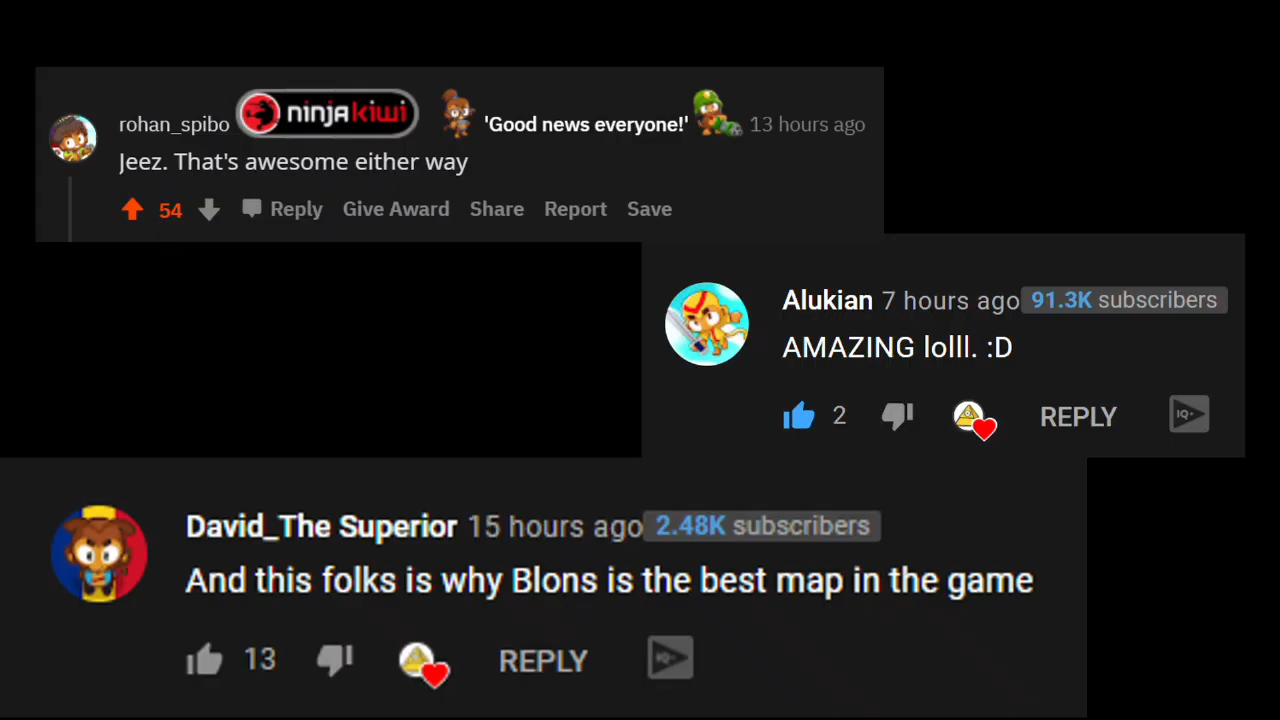 rohan_spibo ninjakiwi 'Good news everyone!' 13 hours ago
Jeez. That's awesome either way
54 Reply Give Award Share Report Save
Alukian 7 hours ago 91.3K subscribers
AMAZING lolll. :D
2 REPLY IQ+
David_The Superior 15 hours ago 2.48K subscribers
And this folks is why Blons is the best map in the game
13 REPLY IQ+